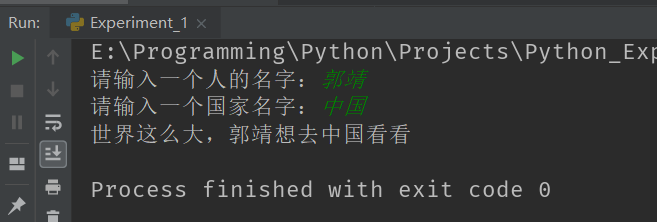 Run: Experiment_1 ×
E:\Programming\Python\Projects\Python_Exp
请输入一个人的名字：郭靖
请输入一个国家名字：中国
世界这么大，郭靖想去中国看看
Process finished with exit code 0